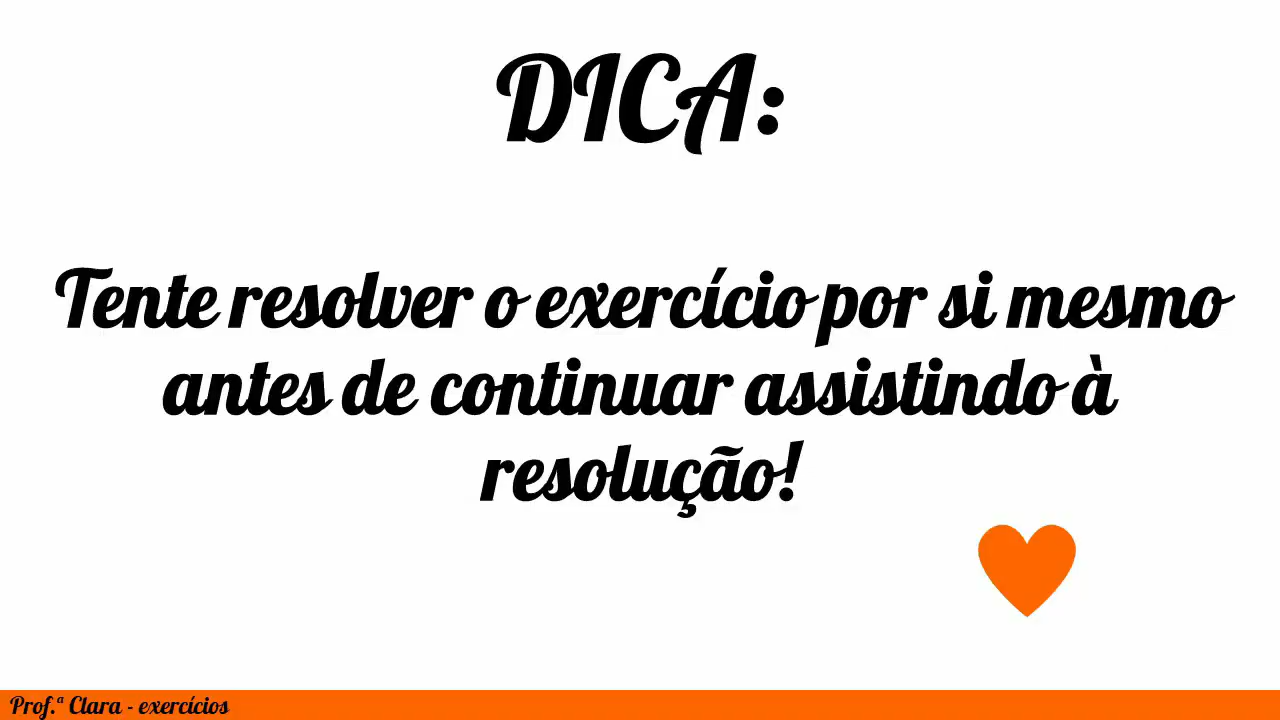 DICA:
Tente resolver o exercício por si mesmo
antes de continuar assistindo à
resolução!
Prof.ª Clara - exercícios